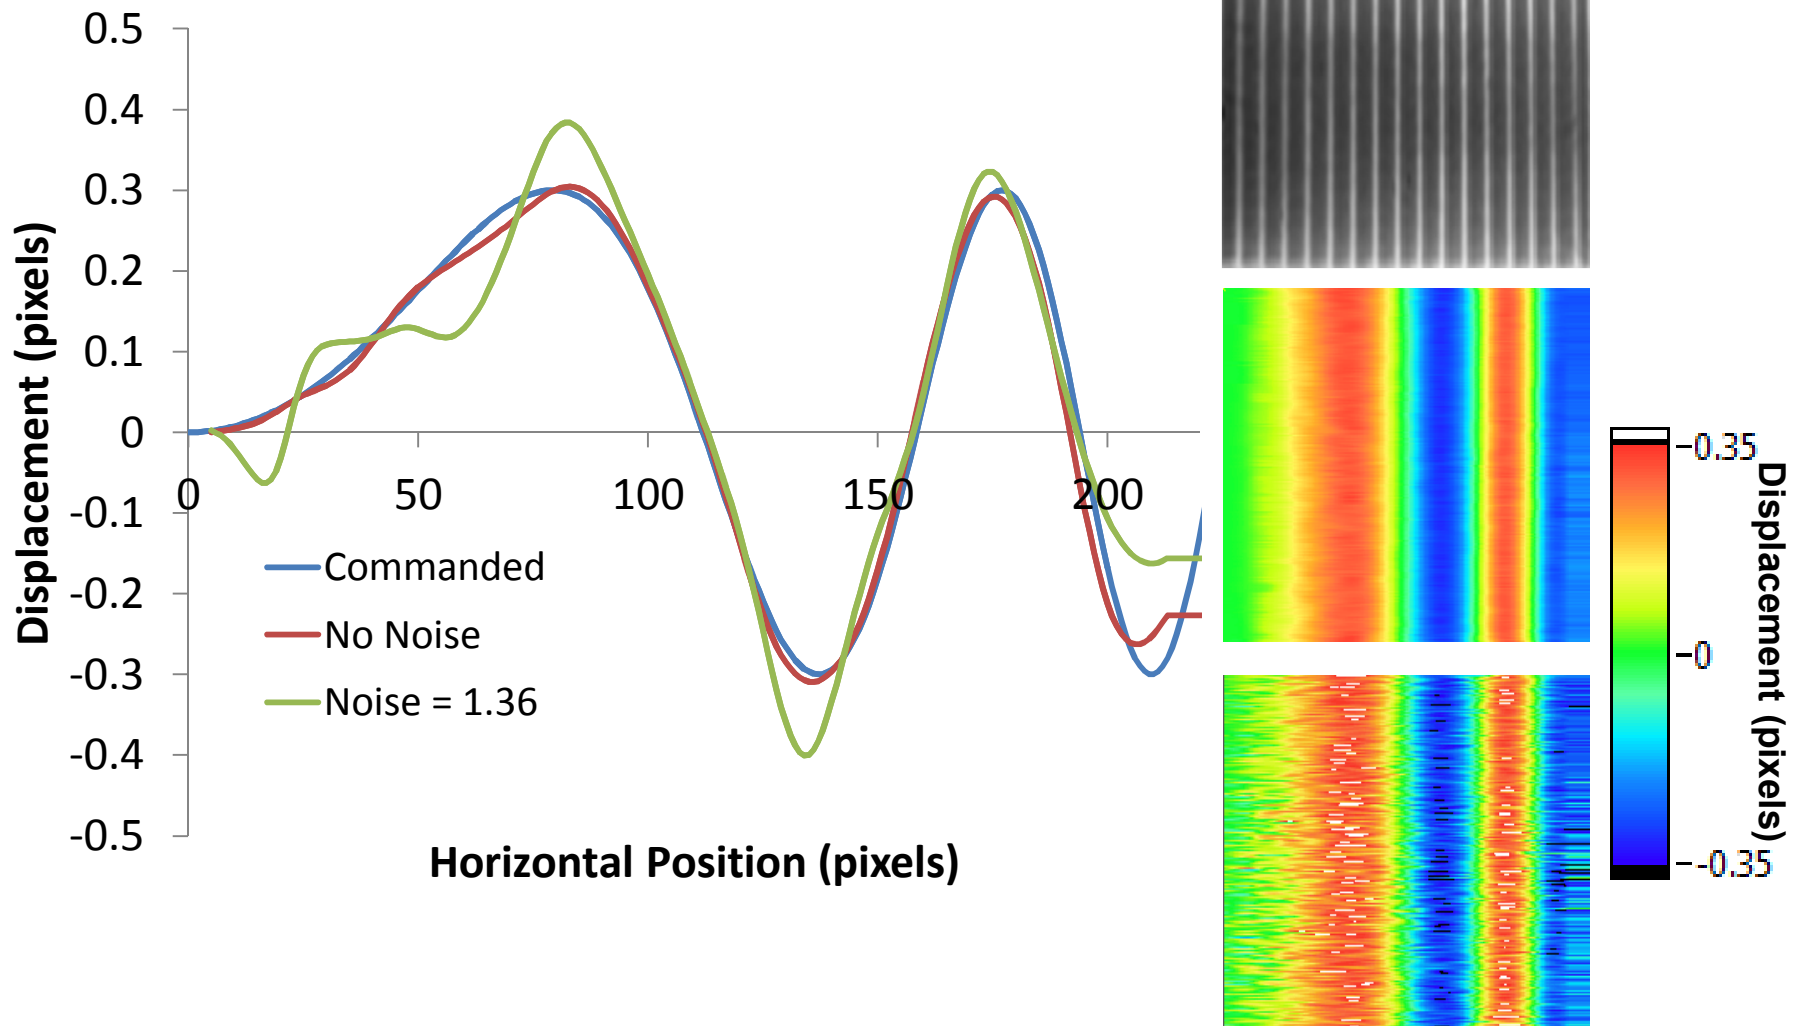 0.5
0.4
0.3
0.2
0.1
0
-0.1
-0.2
-0.3
-0.4
-0.5
Displacement (pixels)
0 50 100 150 200
Commanded
No Noise
Noise = 1.36
Horizontal Position (pixels)
0.35
0
-0.35
Displacement (pixels)